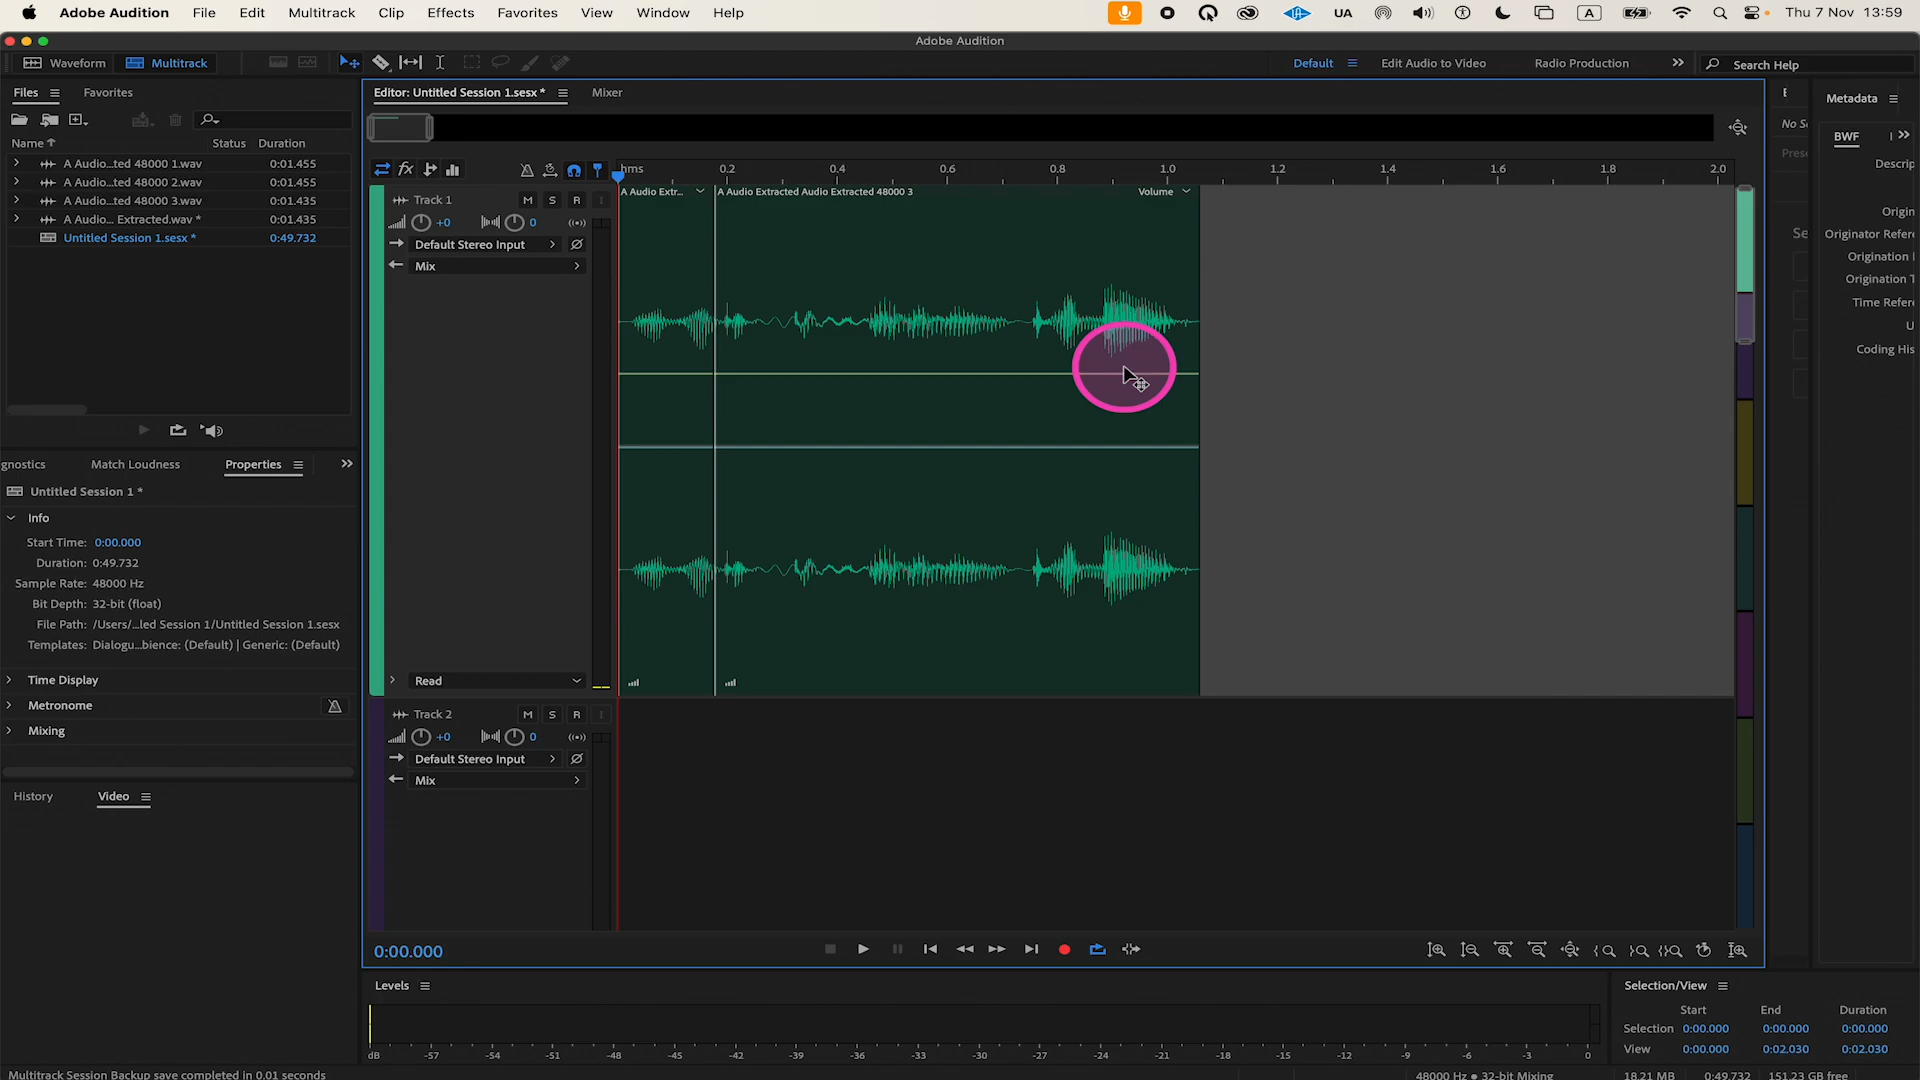 Adobe Audition File Edit Multitrack Clip Effects Favorites View Window Help UA A Thu 7 Nov 13:59
Adobe Audition
Waveform Multitrack Default Edit Audio to Video Radio Production Search Help
Files Favorites
Name Status Duration
A Audio...ted 48000 1.wav 0:01.455
A Audio...ted 48000 2.wav 0:01.455
A Audio...ted 48000 3.wav 0:01.435
A Audio... Extracted.wav * 0:01.435
Untitled Session 1.sesx * 0:49.732
gnostics Match Loudness Properties
Untitled Session 1 *
Info
Start Time: 0:00.000
Duration: 0:49.732
Sample Rate: 48000 Hz
Bit Depth: 32-bit (float)
File Path: /Users/...led Session 1/Untitled Session 1.sesx
Templates: Dialogu...bience: (Default) | Generic: (Default)
Time Display
Metronome
Mixing
History Video
Editor: Untitled Session 1.sesx * Mixer
fx hms 0.2 0.4 0.6 0.8 1.0 1.2 1.4 1.6 1.8 2.0
A Audio Extr... A Audio Extracted Audio Extracted 48000 3 Volume
Track 1 M S R I
+0 0
Default Stereo Input
Mix
Read
Track 2 M S R I
+0 0
Default Stereo Input
Mix
0:00.000
Levels
dB -57 -54 -51 -48 -45 -42 -39 -36 -33 -30 -27 -24 -21 -18 -15 -12 -9 -6 -3 0
No S
Prese
Se
Metadata
BWF
Descrip
Origin
Originator Refere
Origination
Origination T
Time Refer
U
Coding His
Selection/View
Start End Duration
Selection 0:00.000 0:00.000 0:00.000
View 0:00.000 0:02.030 0:02.030
Multitrack Session Backup save completed in 0.01 seconds 48000 Hz ● 32-bit Mixing 18.21 MB 0:49.732 151.23 GB free